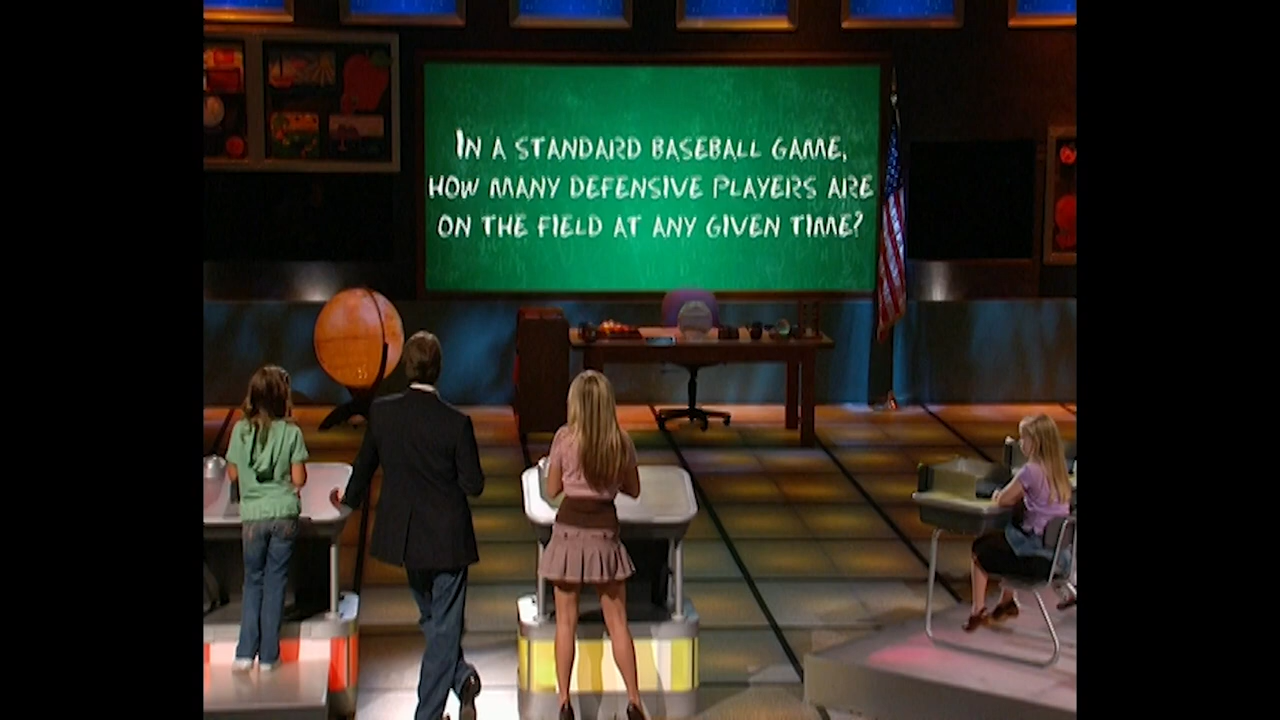 In a standard baseball game,
how many defensive players are
on the field at any given time?